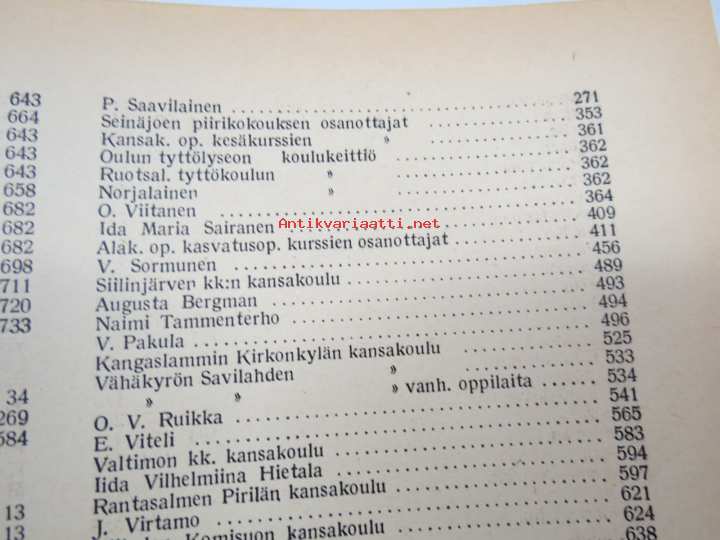 643
664
643
643
643
658
682
682
682
698
711
720
733
34
269
584
13
13
P. Saavilainen 271
Seinäjoen piirikokouksen osanottajat 353
Kansak. op. kesäkurssien » 361
Oulun tyttölyseon koulukeittiö 362
Ruotsal. tyttökoulun » 362
Norjalainen » 362
O. Viitanen 364
Ida Maria Sairanen 409
Alak. op. kasvatusop. kurssien osanottajat 411
V. Sormunen 456
Siilinjärven kk:n kansakoulu 489
Augusta Bergman 493
Naimi Tammenterho 494
V. Pakula 496
Kangaslammin Kirkonkylän kansakoulu 525
Vähäkyrön Savilahden » 533
» » » vanh. oppilaita 534
O. V. Ruikka 541
E. Viteli 565
Valtimon kk. kansakoulu 583
Iida Vilhelmiina Hietala 594
Rantasalmen Pirilän kansakoulu 597
J. Virtamo 621
Komisuon kansakoulu 624
638
Antikvariaatti.net